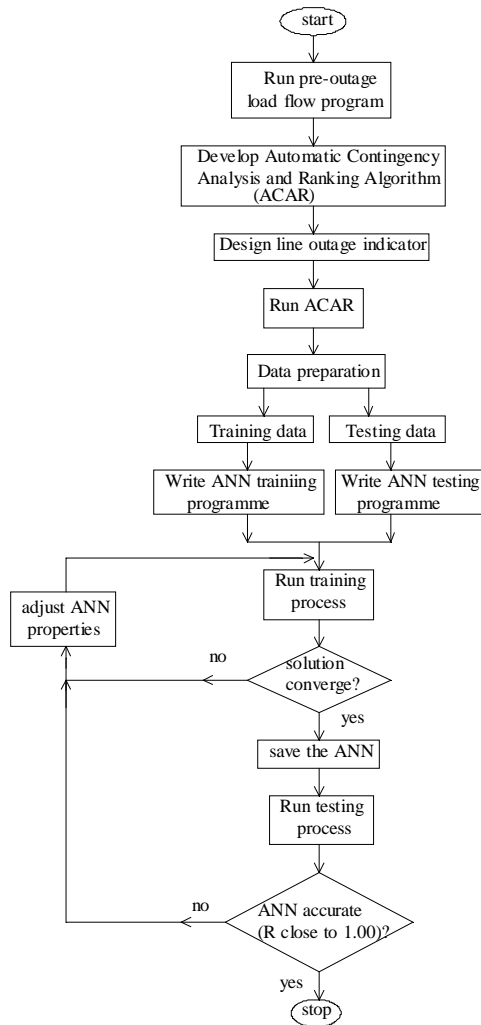 start
Run pre-outage
load flow program
Develop Automatic Contingency
Analysis and Ranking Algorithm
(ACAR)
Design line outage indicator
Run ACAR
Data preparation
Training data
Testing data
Write ANN trainiing
programme
Write ANN testing
programme
Run training
process
adjust ANN
properties
no
solution
converge?
yes
save the ANN
Run testing
process
no
ANN accurate
(R close to 1.00)?
yes
stop